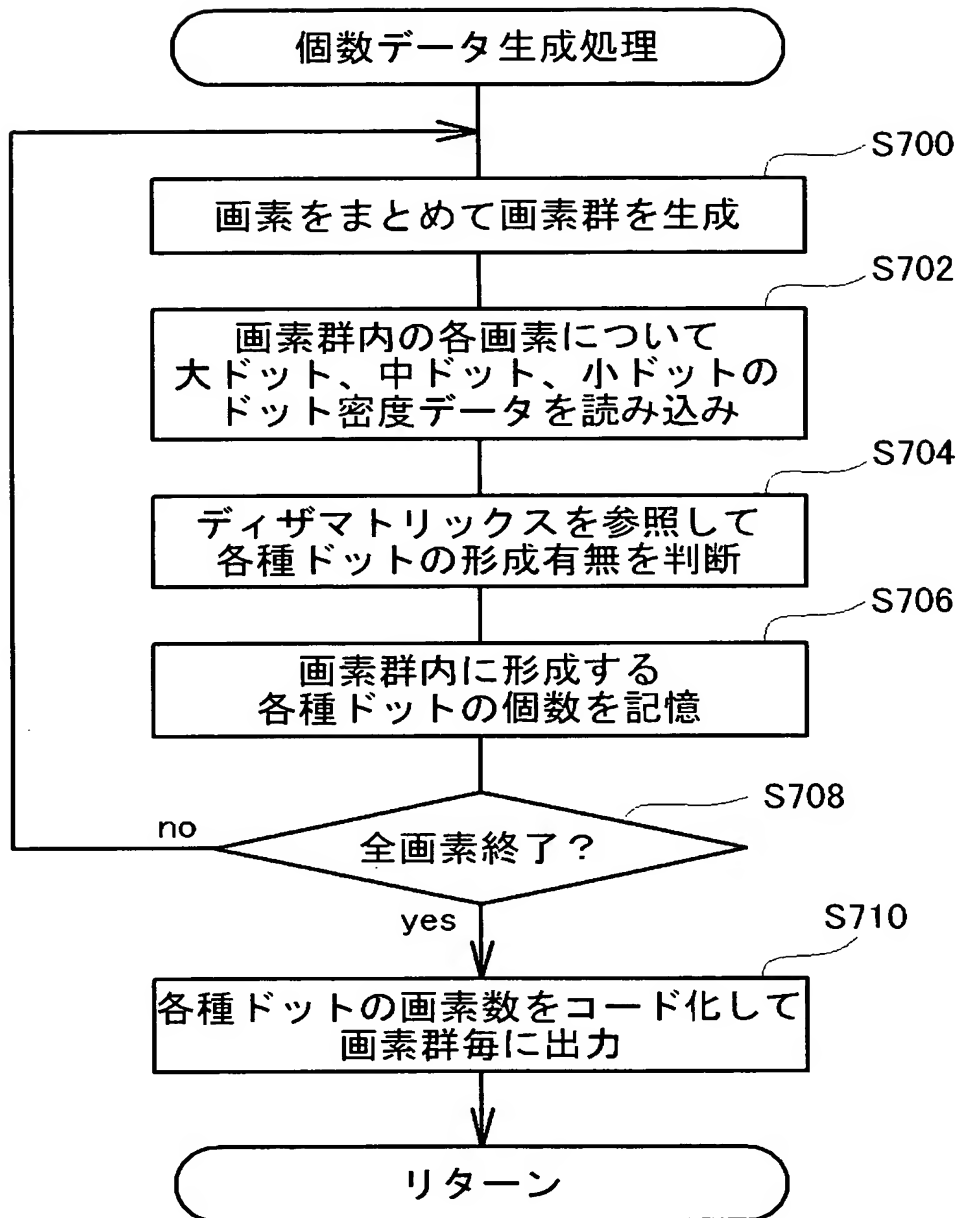 個数データ生成処理
S700
画素をまとめて画素群を生成
S702
画素群内の各画素について
大ドット、中ドット、小ドットの
ドット密度データを読み込み
S704
ディザマトリックスを参照して
各種ドットの形成有無を判断
S706
画素群内に形成する
各種ドットの個数を記憶
S708
no
全画素終了?
yes
S710
各種ドットの画素数をコード化して
画素群毎に出力
リターン